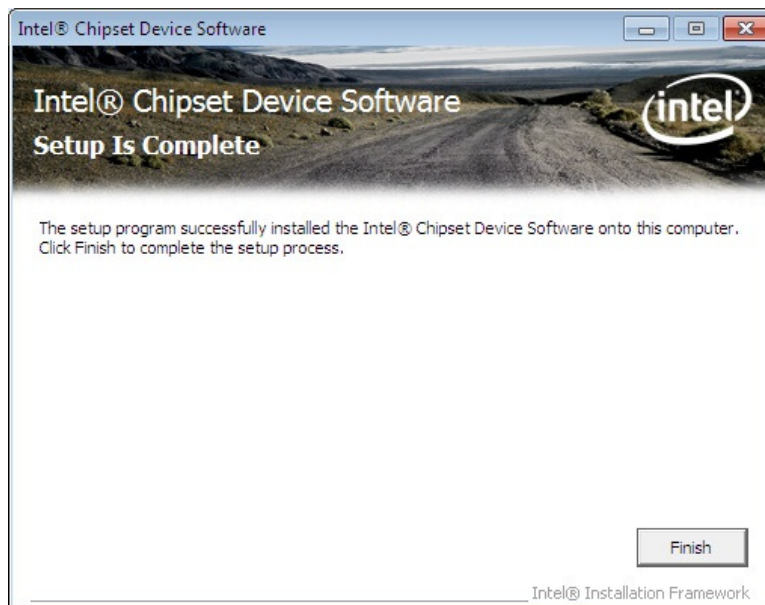 Intel® Chipset Device Software
Intel® Chipset Device Software
intel
Setup Is Complete
The setup program successfully installed the Intel® Chipset Device Software onto this computer.
Click Finish to complete the setup process.
Finish
Intel® Installation Framework